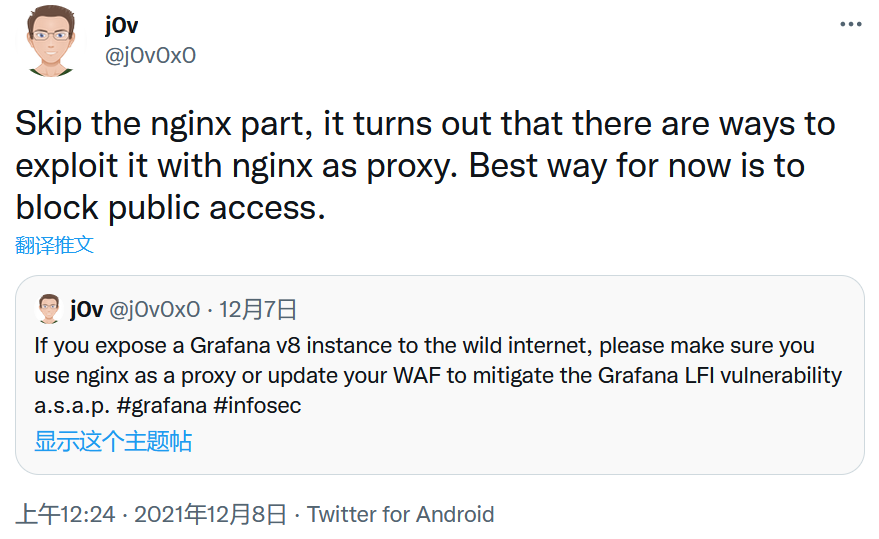 j0v
@j0v0x0
Skip the nginx part, it turns out that there are ways to
exploit it with nginx as proxy. Best way for now is to
block public access.
翻译推文
j0v @j0v0x0 · 12月7日
If you expose a Grafana v8 instance to the wild internet, please make sure you
use nginx as a proxy or update your WAF to mitigate the Grafana LFI vulnerability
a.s.a.p. #grafana #infosec
显示这个主题帖
上午12:24 · 2021年12月8日 · Twitter for Android